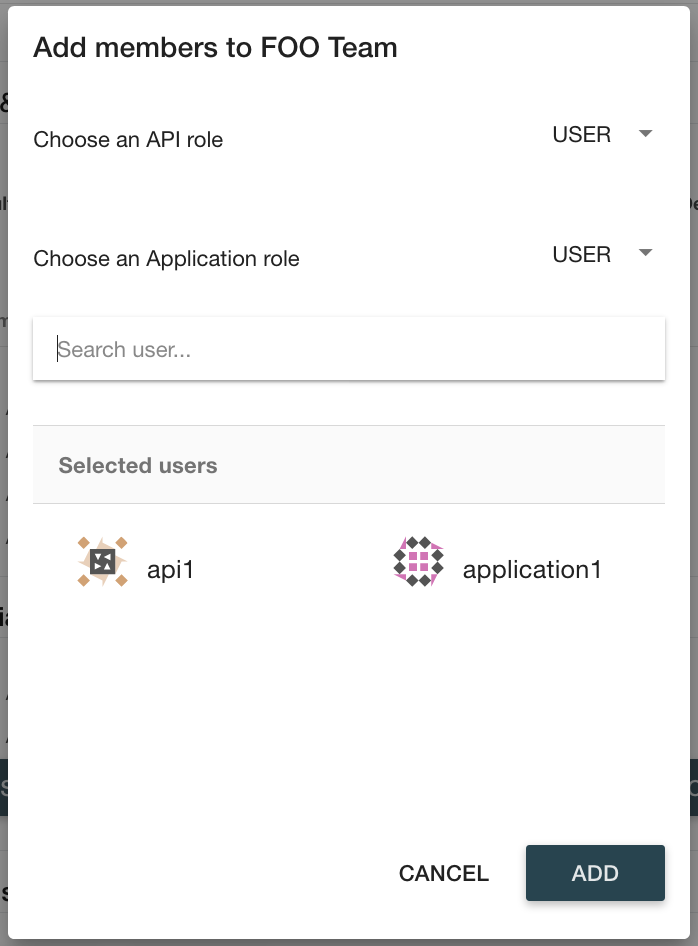 Add members to FOO Team
Choose an API role
USER
Choose an Application role
USER
Search user...
Selected users
api1
application1
CANCEL
ADD